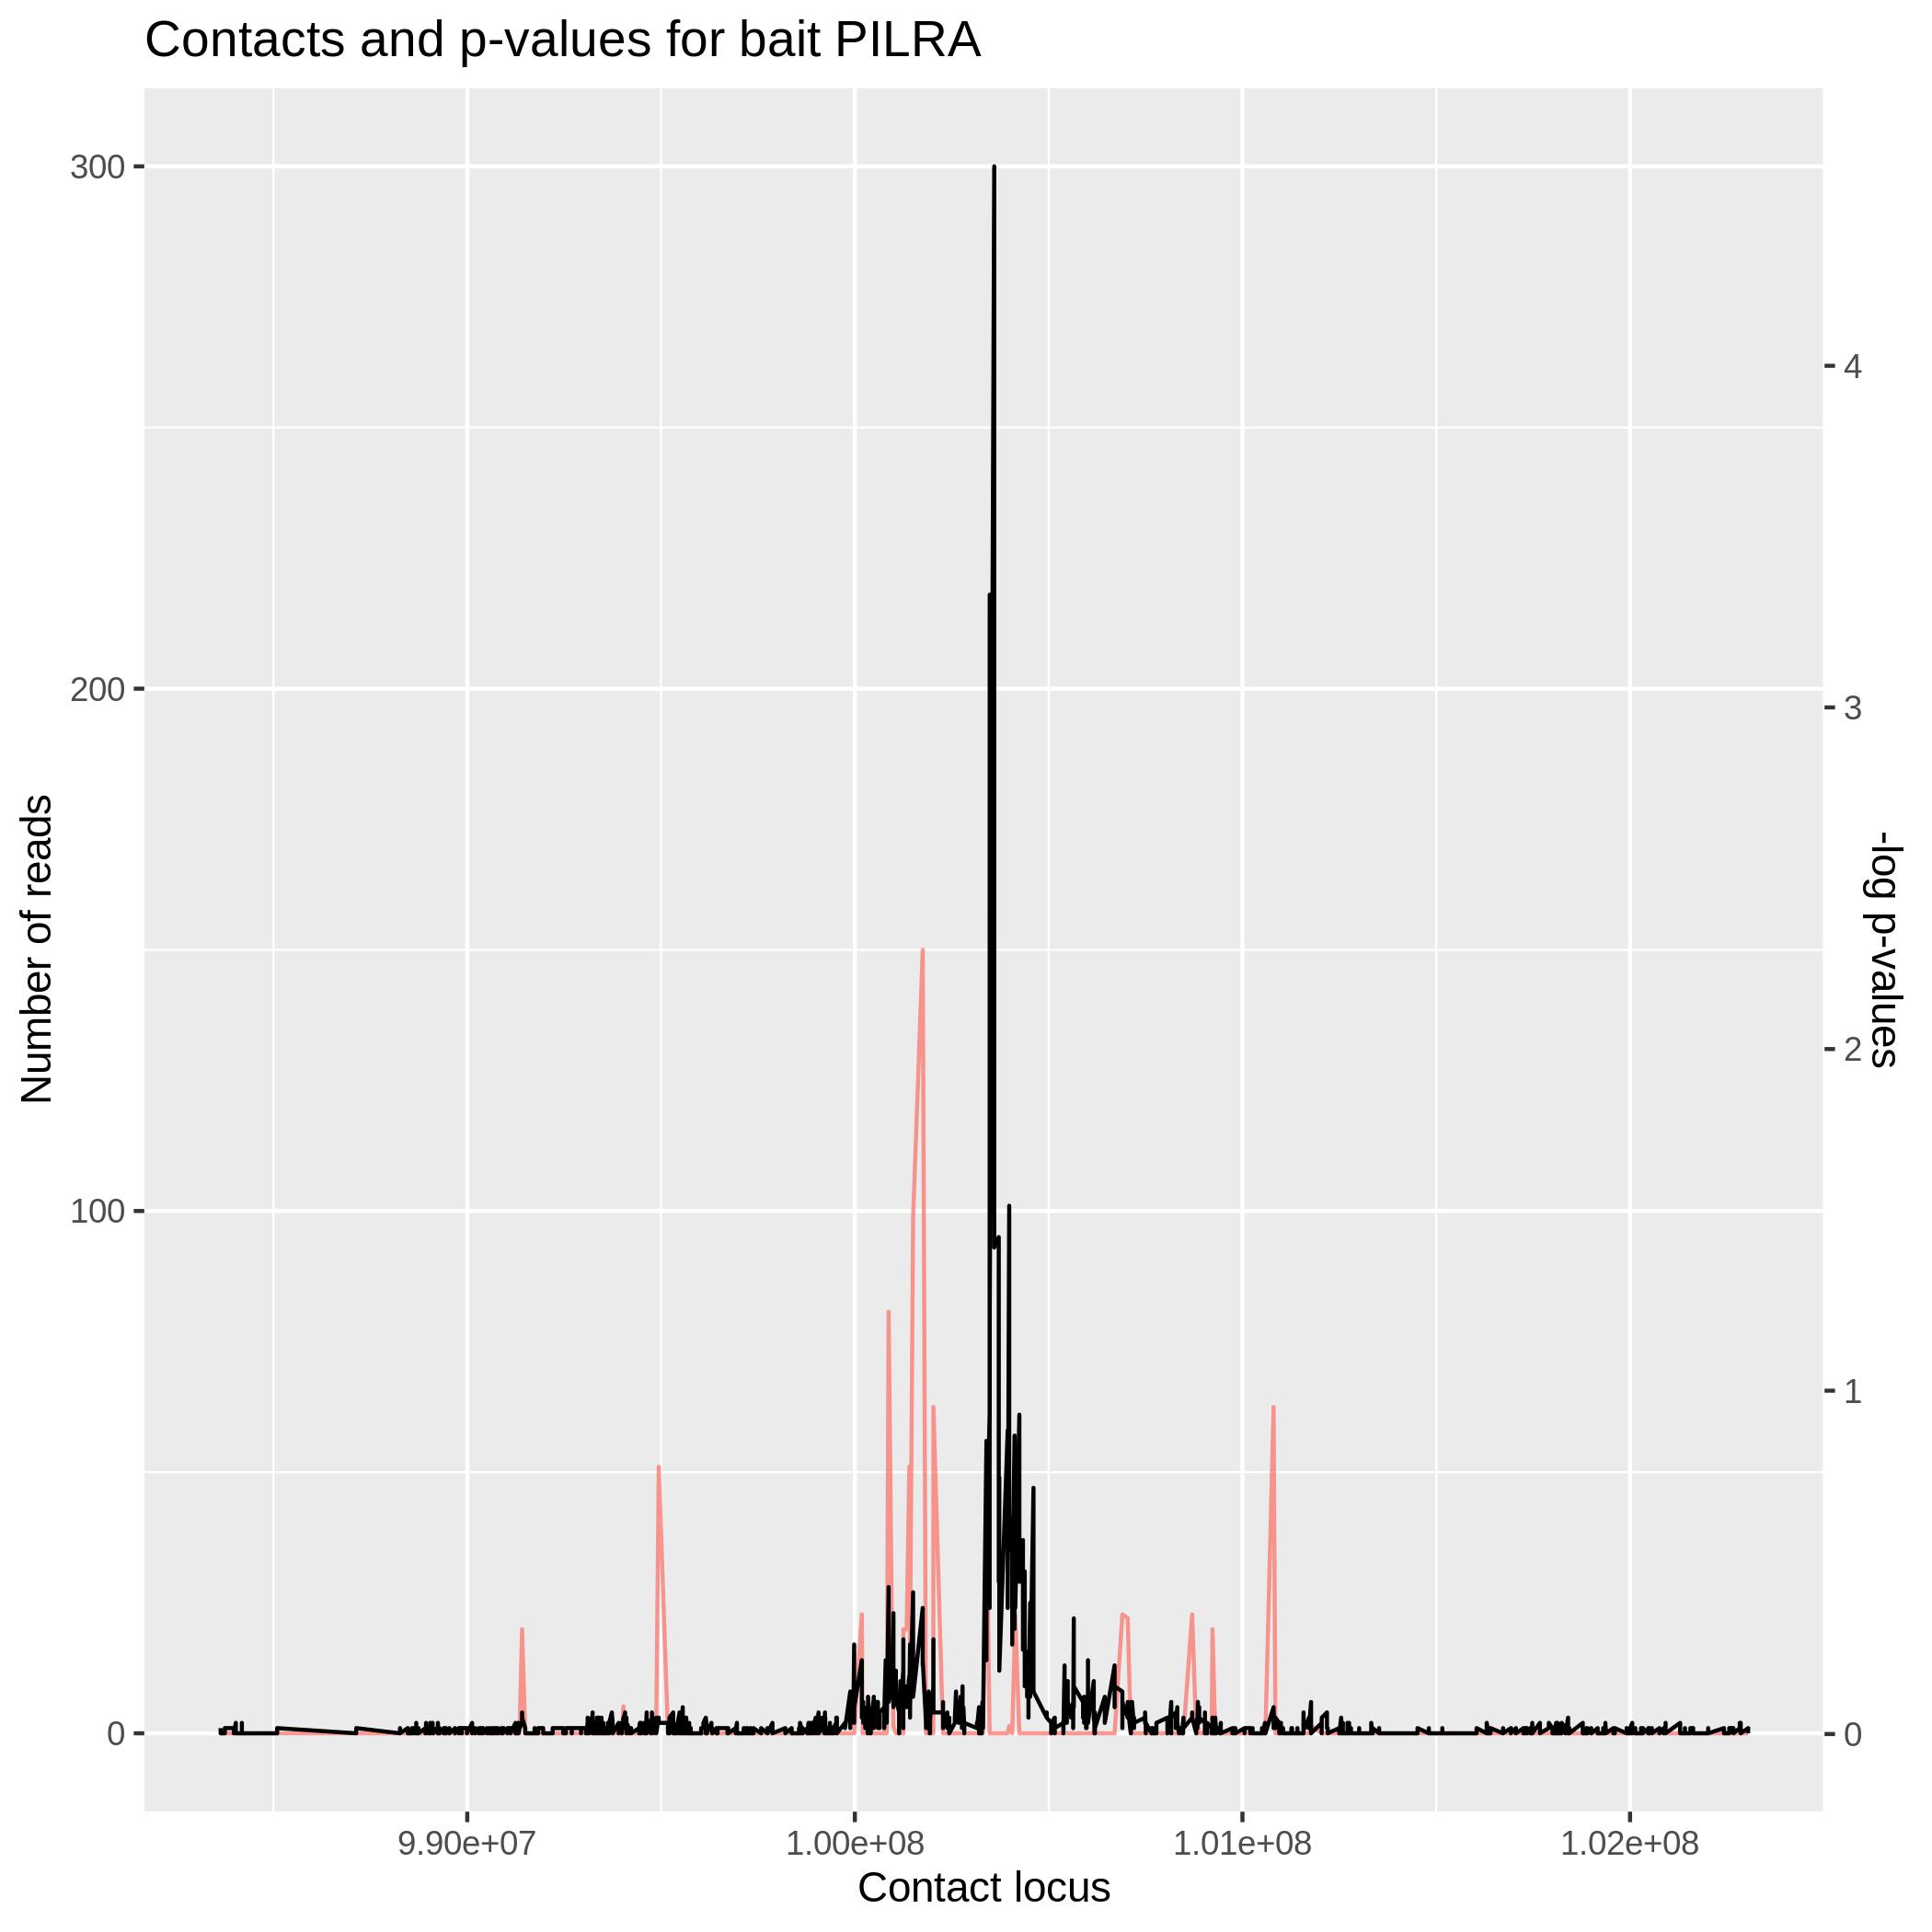 Contacts and p-values for bait PILRA
300
200
100
0
Number of reads
4
3
2
1
0
-log p-values
9.90e+07
1.00e+08
1.01e+08
1.02e+08
Contact locus